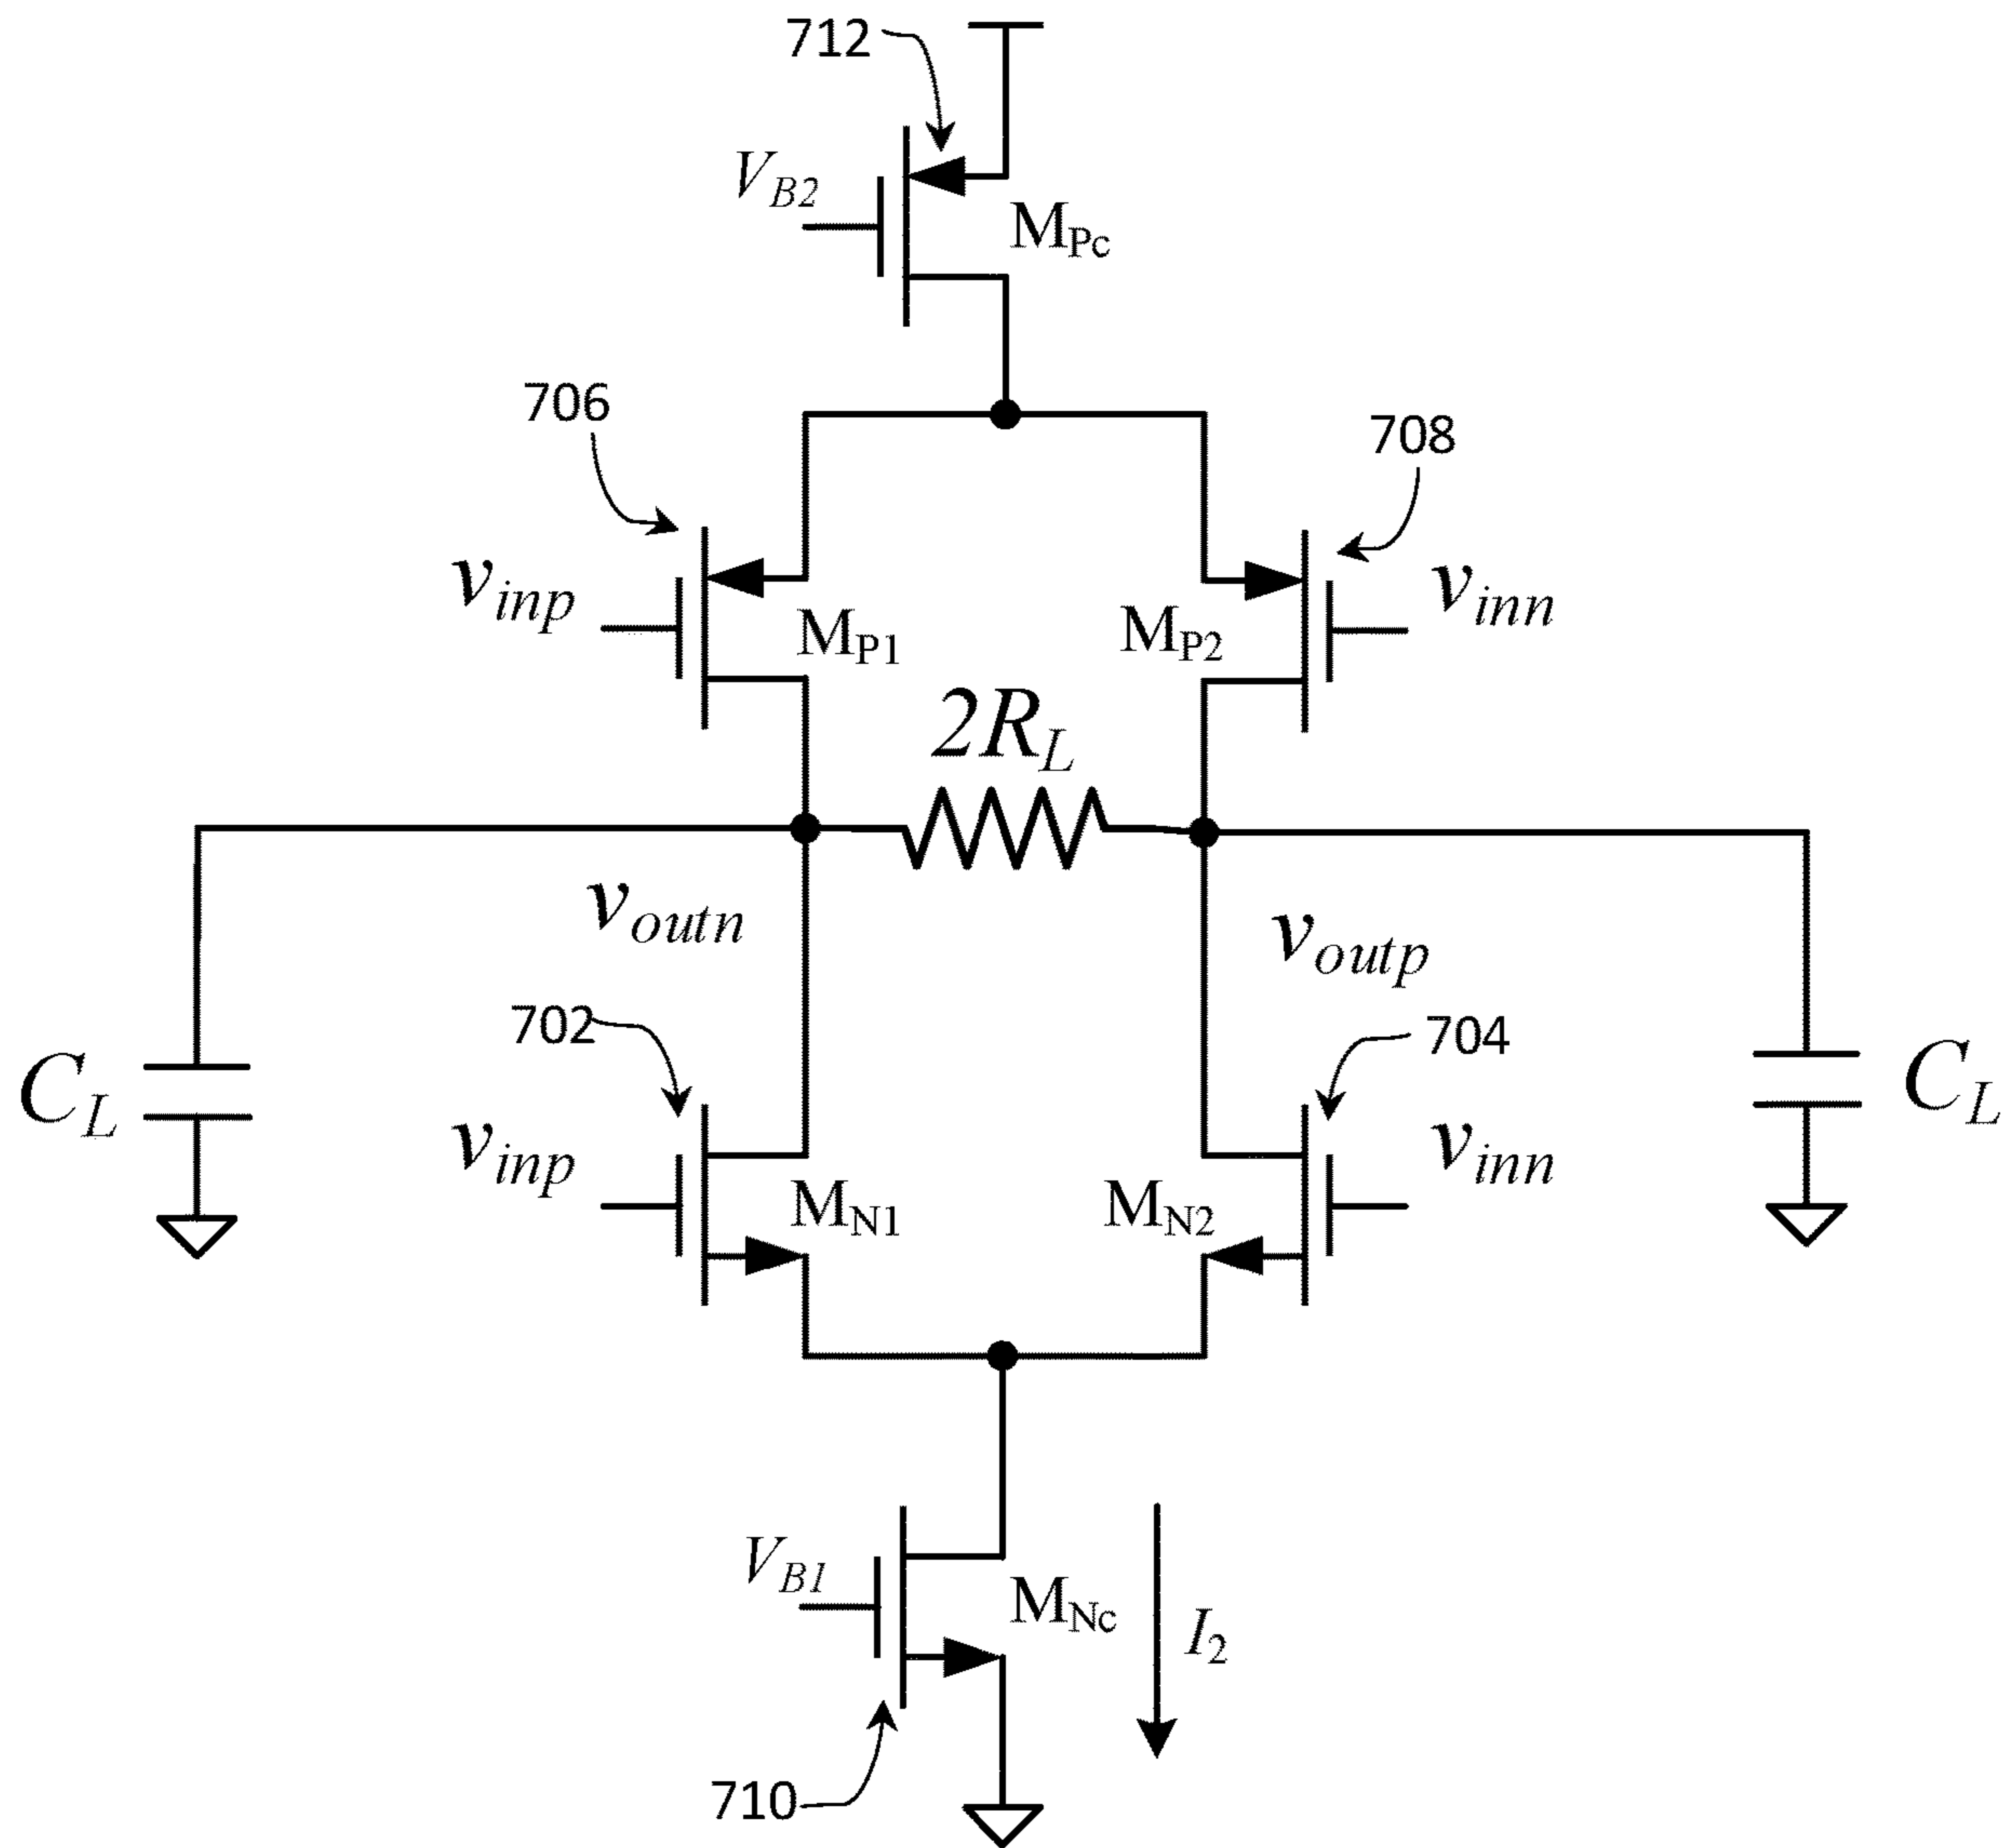 712
V_B2
M_Pc
706
708
v_inp
M_P1
M_P2
v_inn
2R_L
v_outn
v_outp
702
704
C_L
v_inp
M_N1
M_N2
v_inn
C_L
V_B1
M_Nc
I_2
710